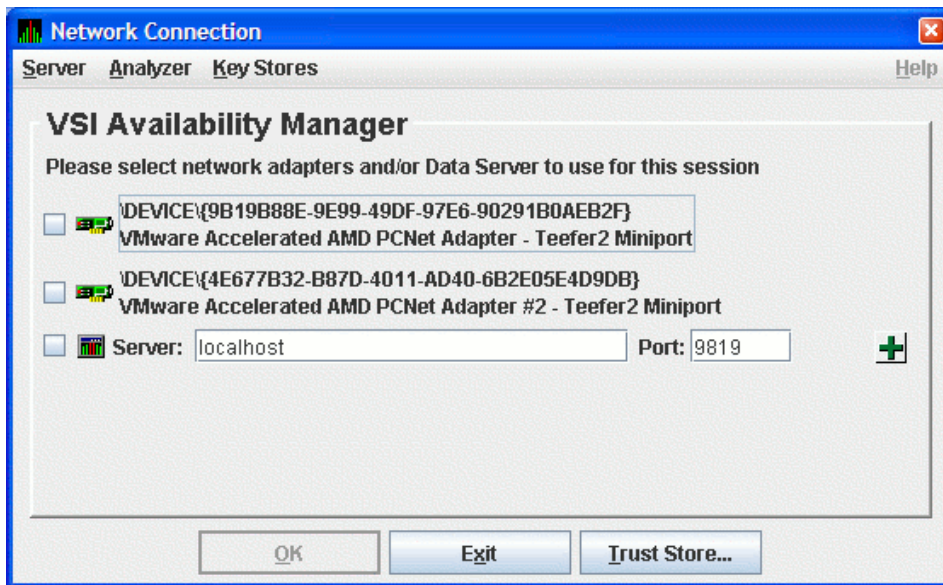 Network Connection
Server Analyzer Key Stores Help
VSI Availability Manager
Please select network adapters and/or Data Server to use for this session
\DEVICE\{9B19B88E-9E99-49DF-97E6-90291B0AEB2F}
VMware Accelerated AMD PCNet Adapter - Teefer2 Miniport
\DEVICE\{4E677B32-B87D-4011-AD40-6B2E05E4D9DB}
VMware Accelerated AMD PCNet Adapter #2 - Teefer2 Miniport
Server: localhost Port: 9819
OK Exit Trust Store...